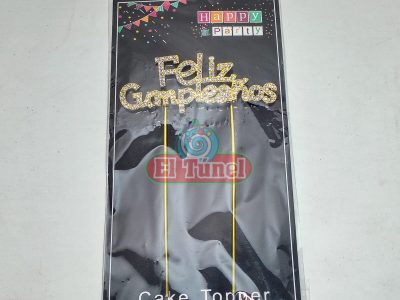 Happy
Party
Feliz
Cumpleaños
El Túnel
Cake Topper